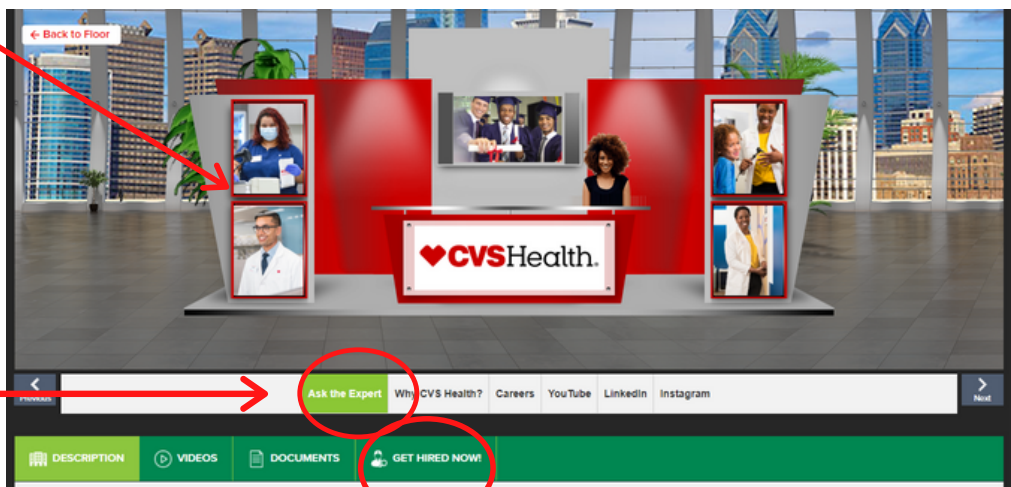 ← Back to Floor
CVSHealth.
Previous
Ask the Expert Why CVS Health? Careers YouTube LinkedIn Instagram
Next
DESCRIPTION VIDEOS DOCUMENTS GET HIRED NOW!